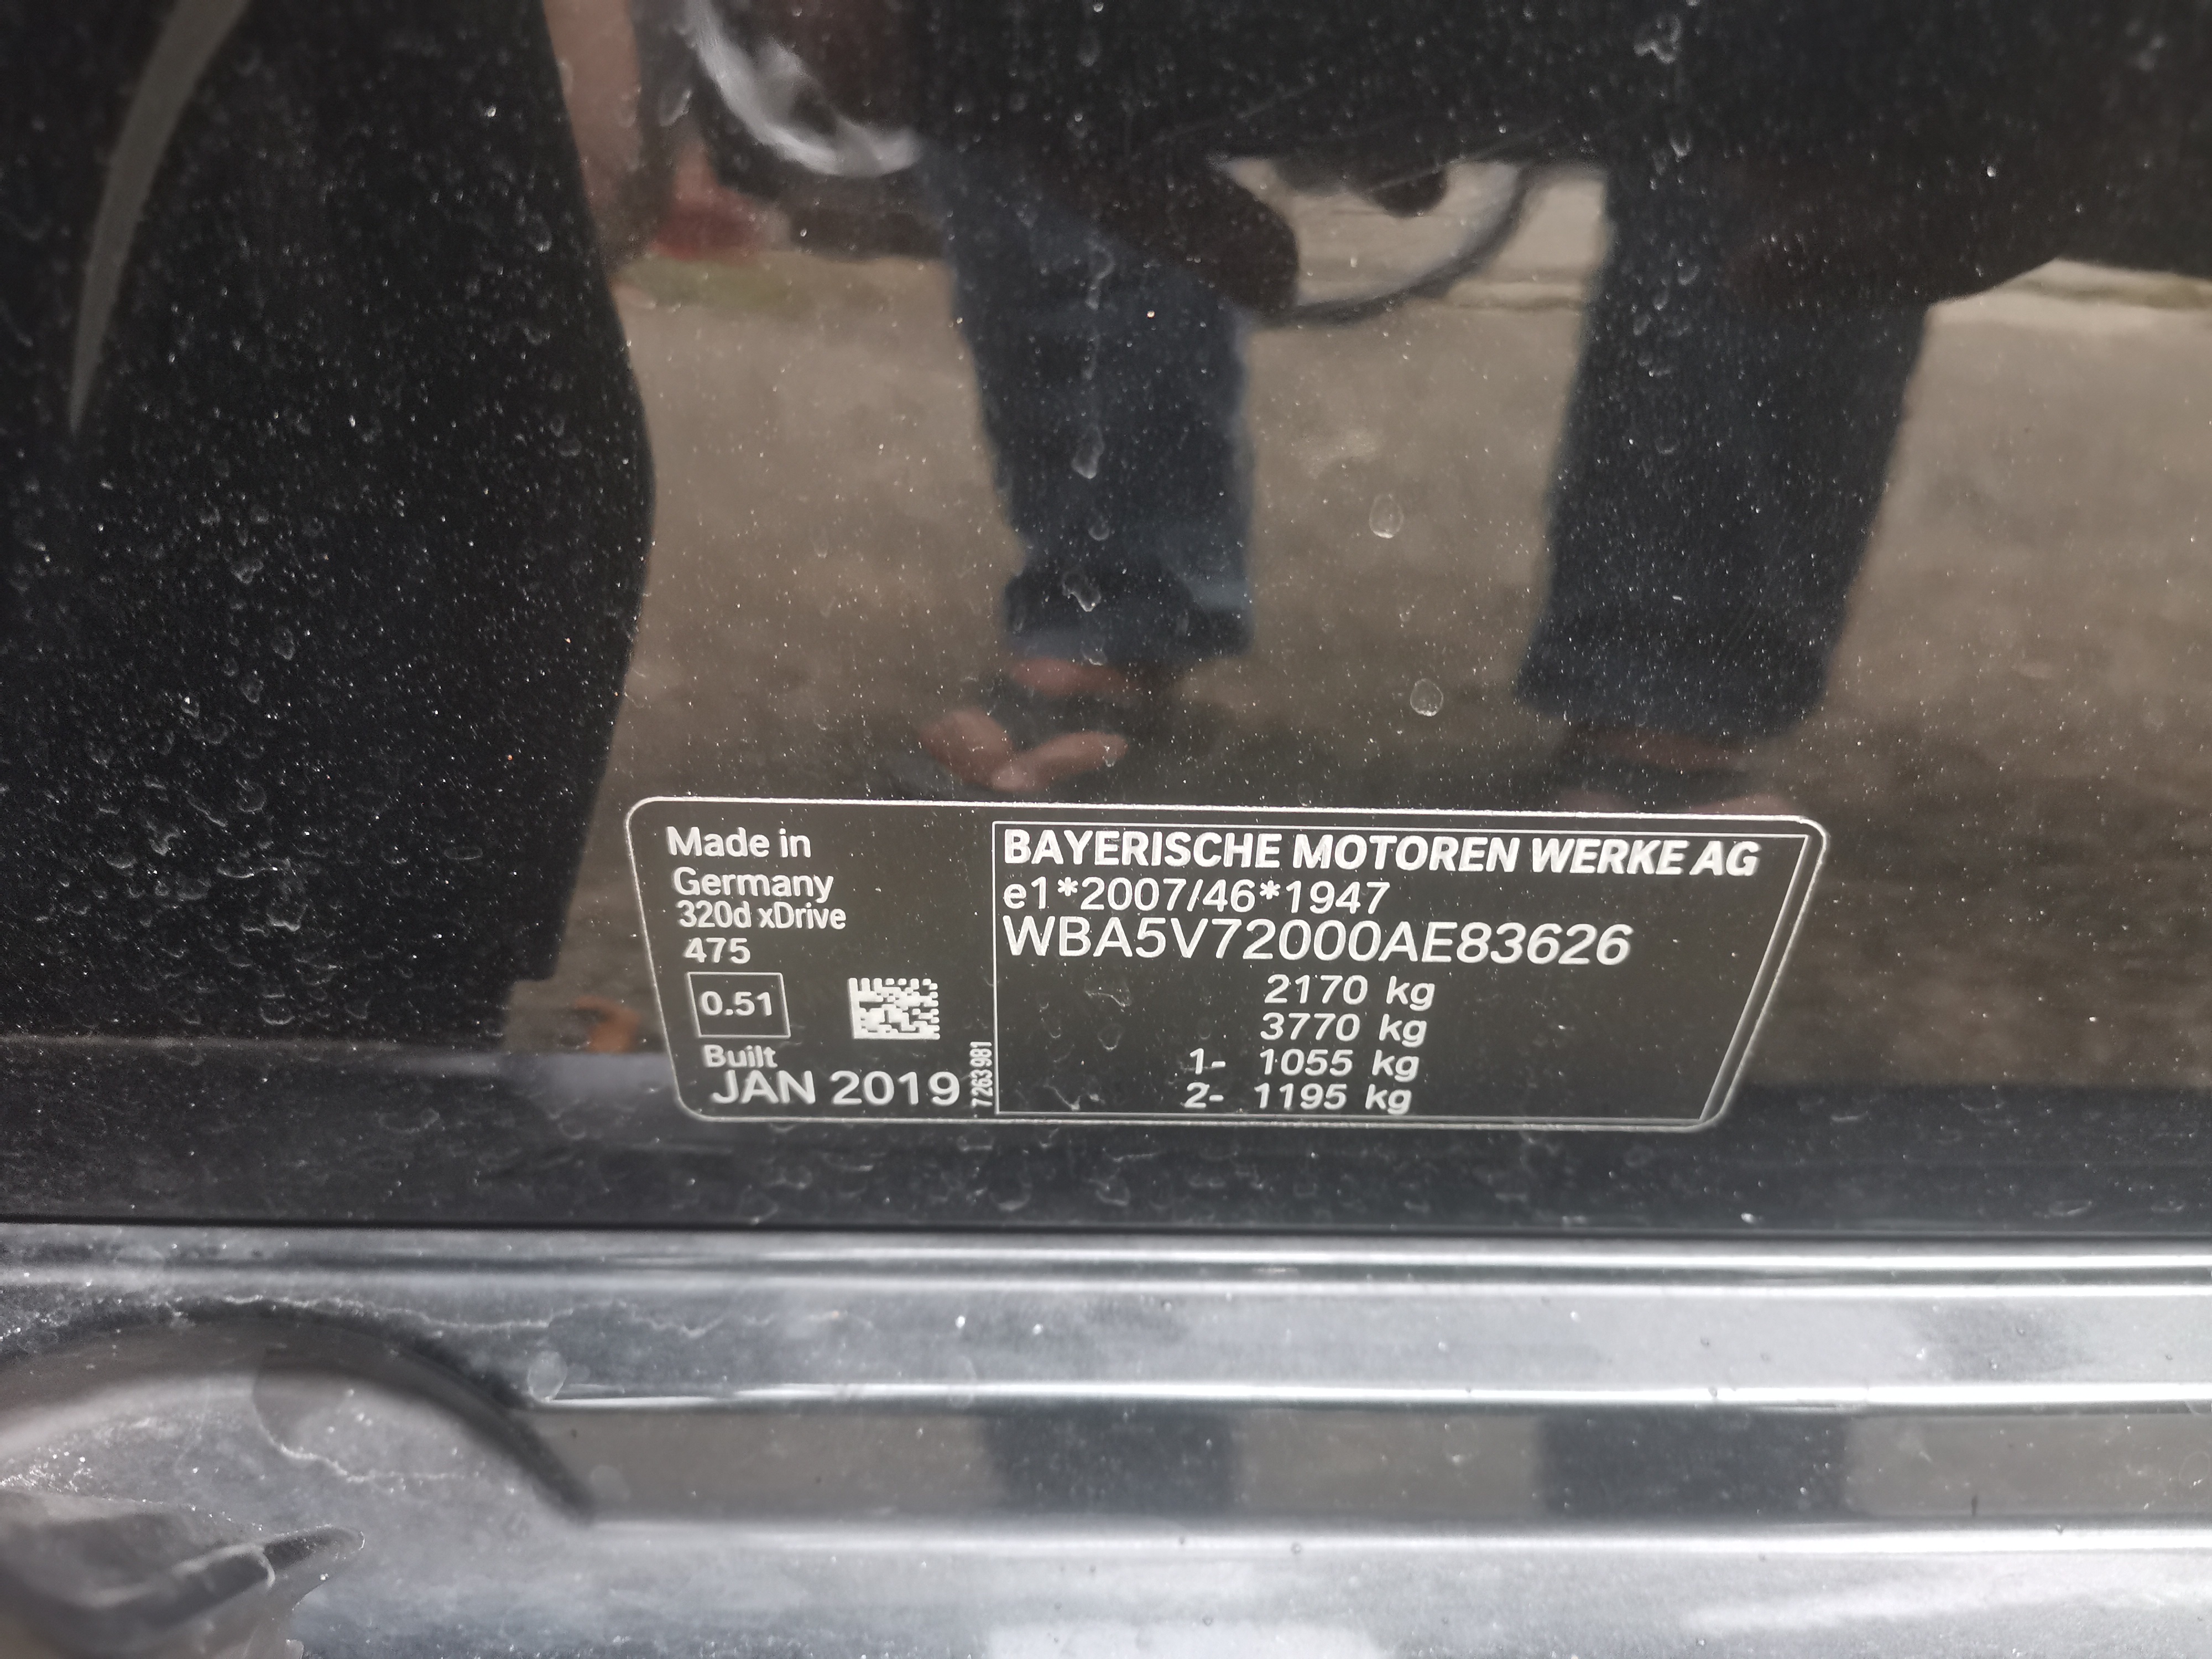 Made in
Germany
320d xDrive
475
0.51
Built
JAN 2019
7263981
BAYERISCHE MOTOREN WERKE AG
e1*2007/46*1947
WBA5V72000AE83626
2170 kg
3770 kg
1- 1055 kg
2- 1195 kg